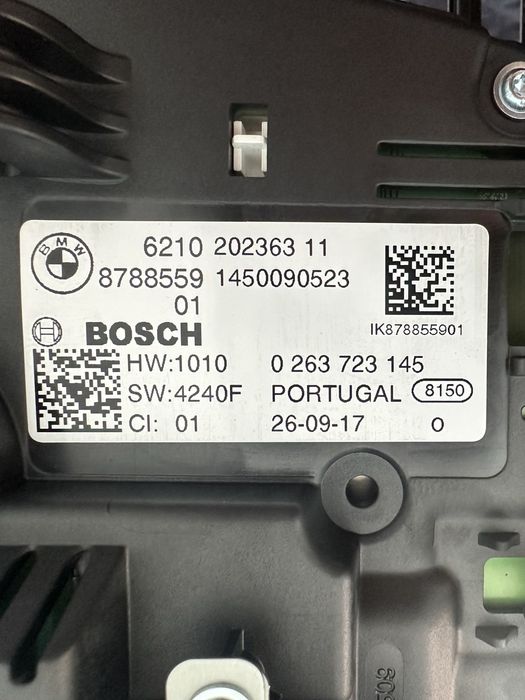 BMW
6210 202363 11
8788559 1450090523
01
IK878855901
BOSCH
HW:1010 0 263 723 145
SW:4240F PORTUGAL 8150
CI: 01 26-09-17 o